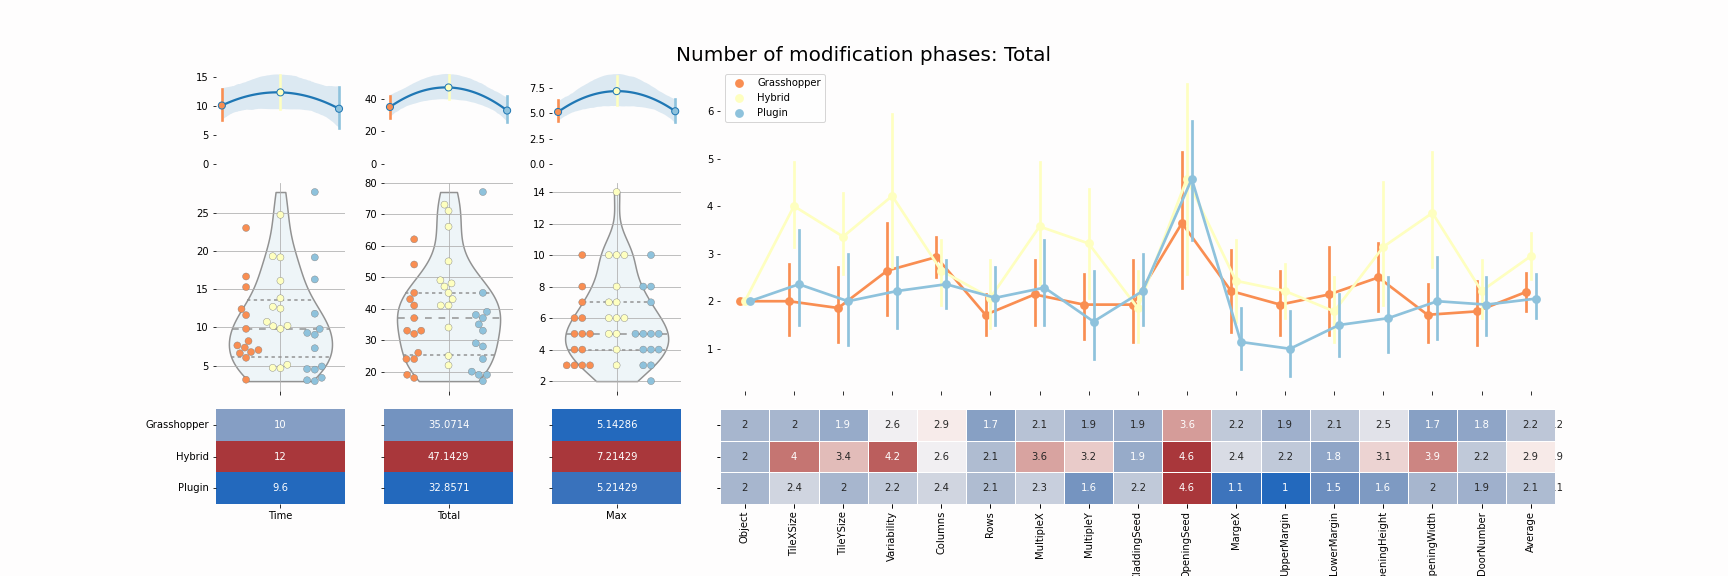 Number of modification phases: Total
15
10
5
0
40
20
0
7.5
5.0
2.5
0.0
Grasshopper
Hybrid
Plugin
6
5
4
3
2
1
25
20
15
10
5
80
70
60
50
40
30
20
14
12
10
8
6
4
2
Grasshopper 10 35.0714 5.14286 2 2 1.9 2.6 2.9 1.7 2.1 1.9 1.9 3.6 2.2 1.9 2.1 2.5 1.7 1.8 2.2 2
Hybrid 12 47.1429 7.21429 2 4 3.4 4.2 2.6 2.1 3.6 3.2 1.9 4.6 2.4 2.2 1.8 3.1 3.9 2.2 2.9 .9
Plugin 9.6 32.8571 5.21429 2 2.4 2 2.2 2.4 2.1 2.3 1.6 2.2 4.6 1.1 1 1.5 1.6 2 1.9 2.1 .1
Time
Total
Max
Object
TileXSize
TileYSize
Variability
Columns
Rows
MultipleX
MultipleY
CladdingSeed
OpeningSeed
MargeX
UpperMargin
LowerMargin
peningHeight
peningWidth
DoorNumber
Average